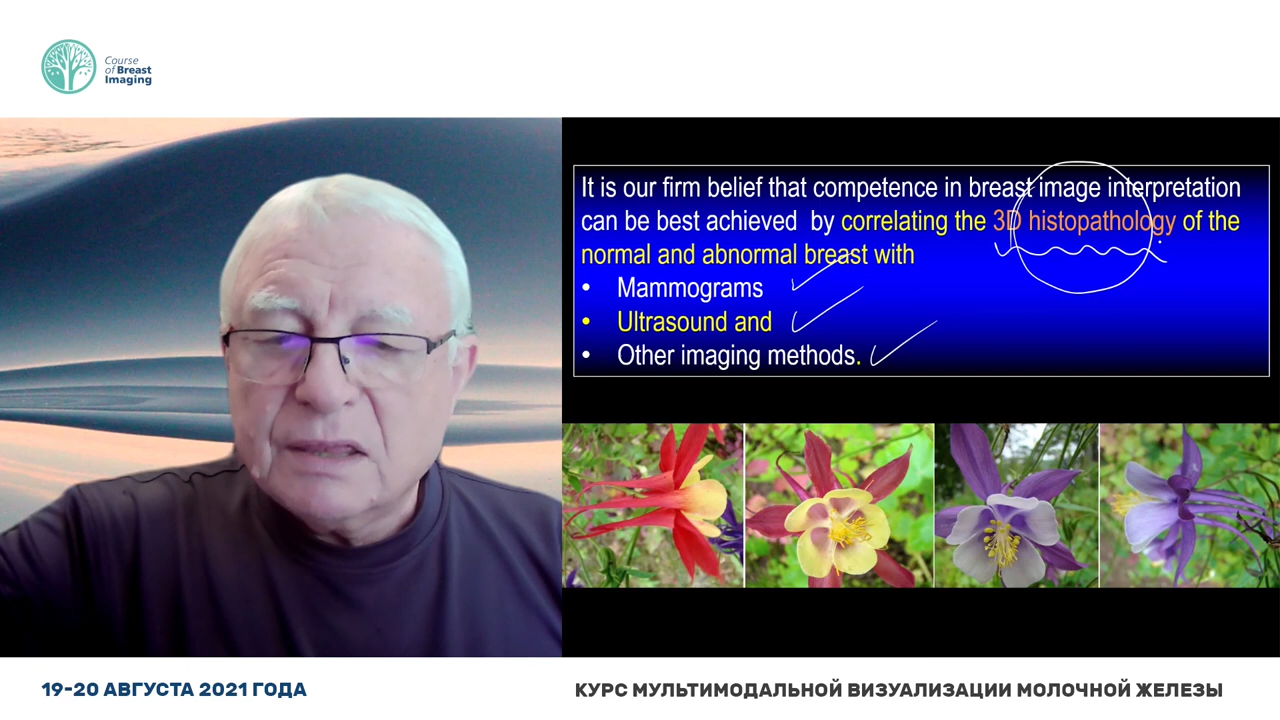 Course
of Breast
Imaging
It is our firm belief that competence in breast image interpretation
can be best achieved by correlating the 3D histopathology of the
normal and abnormal breast with
• Mammograms
• Ultrasound and
• Other imaging methods.
19-20 АВГУСТА 2021 ГОДА
КУРС МУЛЬТИМОДАЛЬНОЙ ВИЗУАЛИЗАЦИИ МОЛОЧНОЙ ЖЕЛЕЗЫ